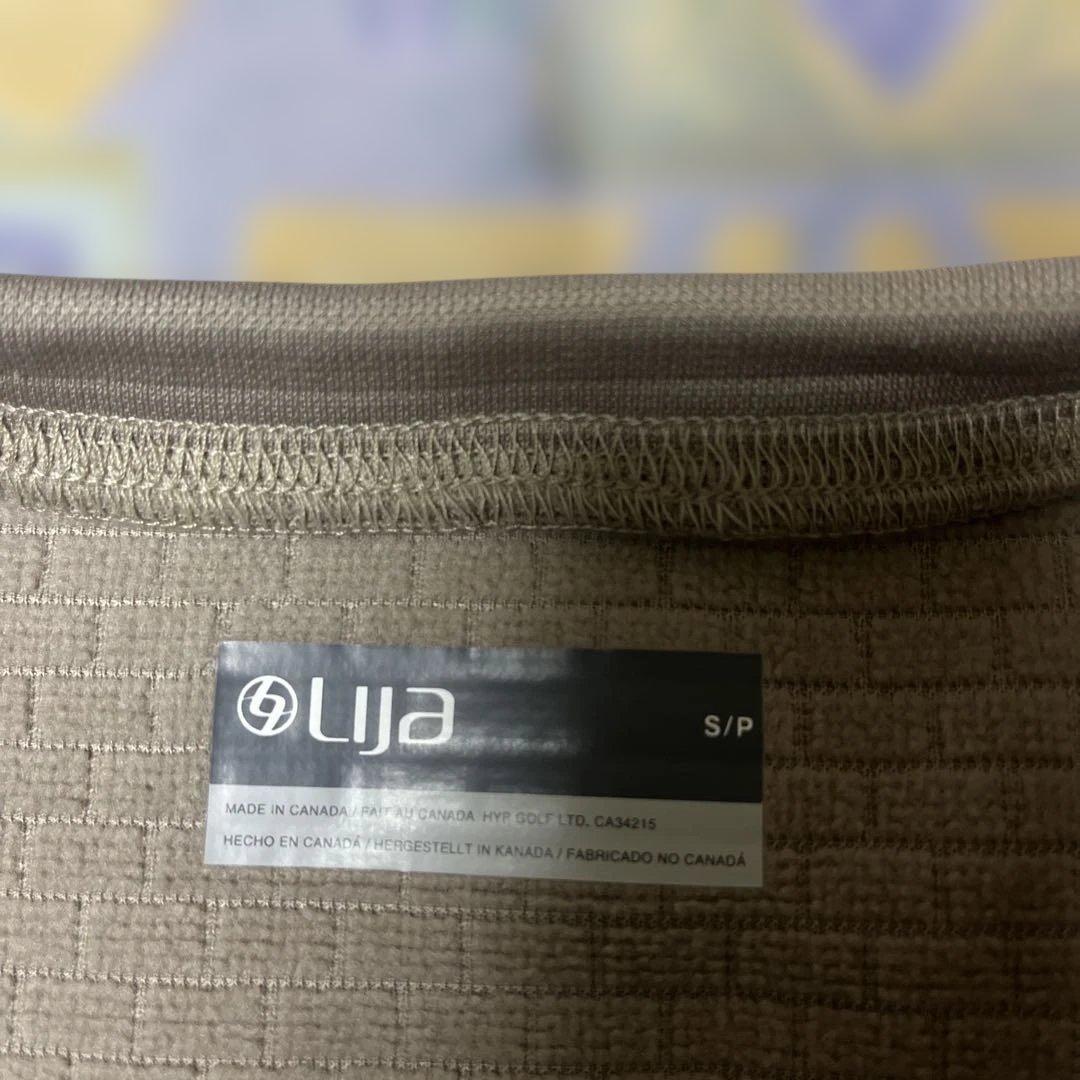 Lija
S/P
MADE IN CANADA / FAIT AU CANADA HYP GOLF LTD. CA34215
HECHO EN CANADÁ / HERGESTELLT IN KANADA / FABRICADO NO CANADÁ